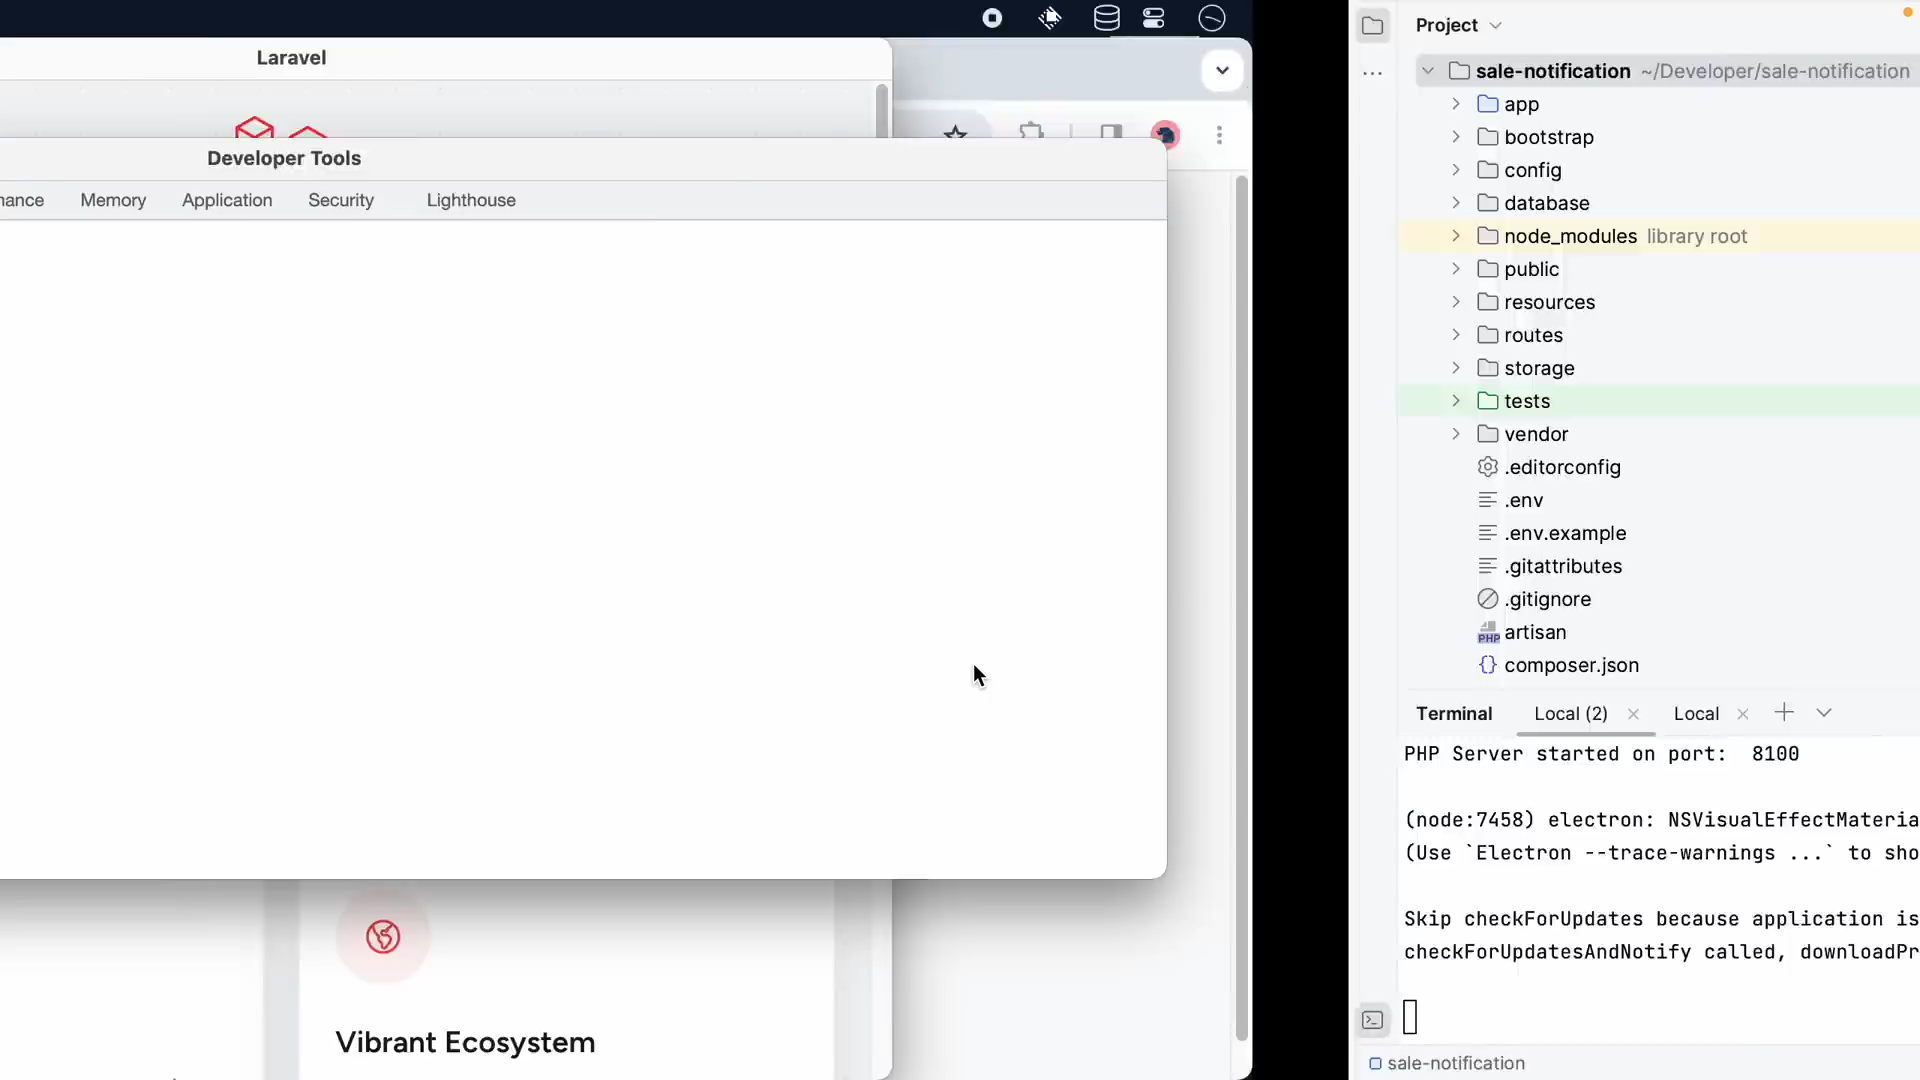 Laravel
Developer Tools
nance Memory Application Security Lighthouse
Vibrant Ecosystem
Project
sale-notification ~/Developer/sale-notification
app
bootstrap
config
database
node_modules library root
public
resources
routes
storage
tests
vendor
.editorconfig
.env
.env.example
.gitattributes
.gitignore
PHP artisan
{} composer.json
Terminal Local (2) Local
PHP Server started on port: 8100
(node:7458) electron: NSVisualEffectMateria
(Use `Electron --trace-warnings ...` to sho
Skip checkForUpdates because application is
checkForUpdatesAndNotify called, downloadPr
sale-notification